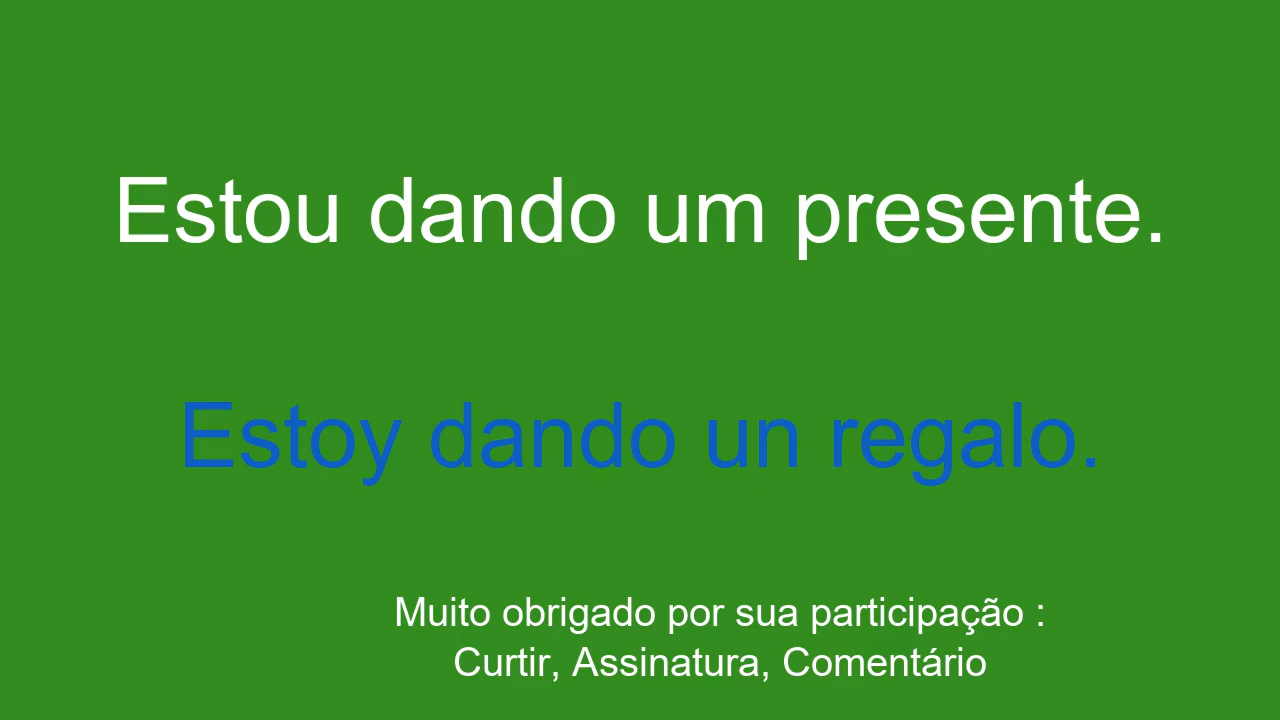 Estou dando um presente.
Estoy dando un regalo.
Muito obrigado por sua participação :
Curtir, Assinatura, Comentário